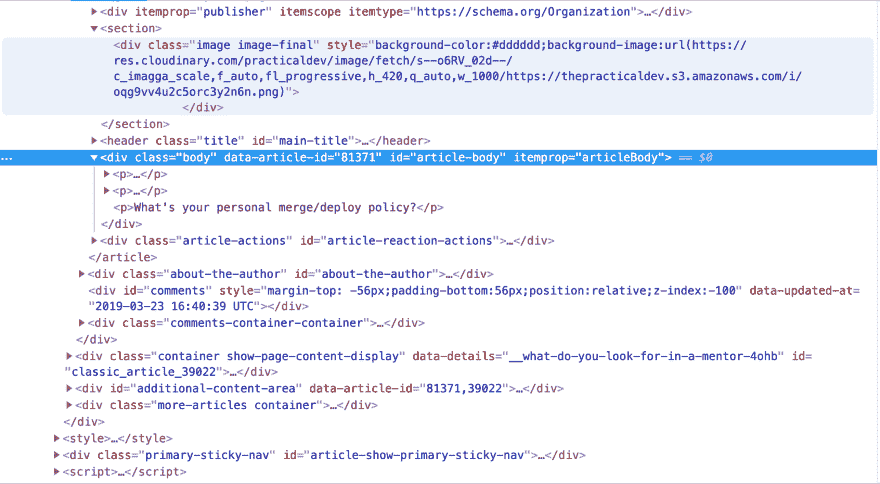 ▶<div itemprop="publisher" itemscope itemtype="https://schema.org/Organization">…</div>
▼<section>
<div class="image image-final" style="background-color:#dddddd;background-image:url(https://
res.cloudinary.com/practicaldev/image/fetch/s--o6RV_02d--/
c_imagga_scale,f_auto,fl_progressive,h_420,q_auto,w_1000/https://thepracticaldev.s3.amazonaws.com/i/
oqg9vv4u2c5orc3y2n6n.png)">
</div>
</section>
▶<header class="title" id="main-title">…</header>
…▼<div class="body" data-article-id="81371" id="article-body" itemprop="articleBody"> == $0
▶<p>…</p>
▶<p>…</p>
<p>What's your personal merge/deploy policy?</p>
</div>
▶<div class="article-actions" id="article-reaction-actions">…</div>
</article>
▶<div class="about-the-author" id="about-the-author">…</div>
<div id="comments" style="margin-top: -56px;padding-bottom:56px;position:relative;z-index:-100" data-updated-at=
"2019-03-23 16:40:39 UTC"></div>
▶<div class="comments-container-container">…</div>
</div>
▶<div class="container show-page-content-display" data-details="__what-do-you-look-for-in-a-mentor-4ohb" id=
"classic_article_39022">…</div>
▶<div id="additional-content-area" data-article-id="81371,39022">…</div>
▶<div class="more-articles container">…</div>
</div>
▶<style>…</style>
▶<div class="primary-sticky-nav" id="article-show-primary-sticky-nav">…</div>
▶<script>…</script>